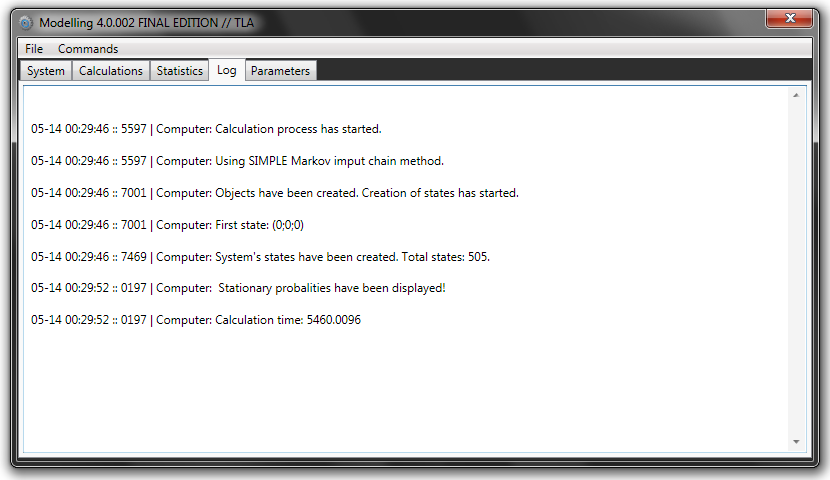 Modelling 4.0.002 FINAL EDITION // TLA
File Commands
System Calculations Statistics Log Parameters
05-14 00:29:46 :: 5597 | Computer: Calculation process has started.
05-14 00:29:46 :: 5597 | Computer: Using SIMPLE Markov imput chain method.
05-14 00:29:46 :: 7001 | Computer: Objects have been created. Creation of states has started.
05-14 00:29:46 :: 7001 | Computer: First state: (0;0;0)
05-14 00:29:46 :: 7469 | Computer: System's states have been created. Total states: 505.
05-14 00:29:52 :: 0197 | Computer:  Stationary probalities have been displayed!
05-14 00:29:52 :: 0197 | Computer: Calculation time: 5460.0096